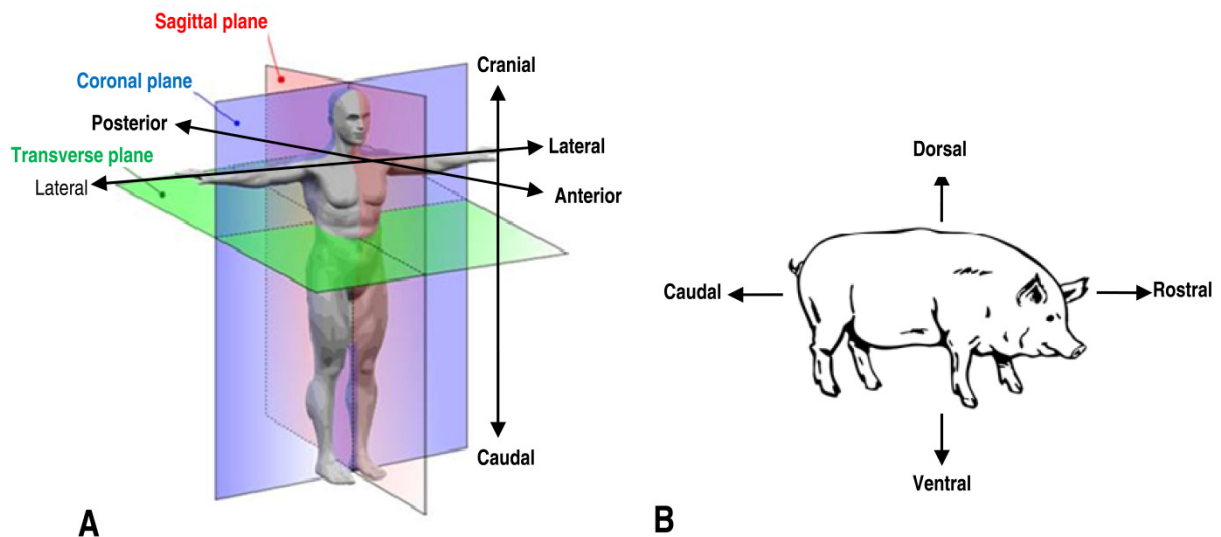 Sagittal plane
Coronal plane
Cranial
Posterior
Lateral
Transverse plane
Lateral
Anterior
Caudal
A
Dorsal
Caudal
Rostral
Ventral
B